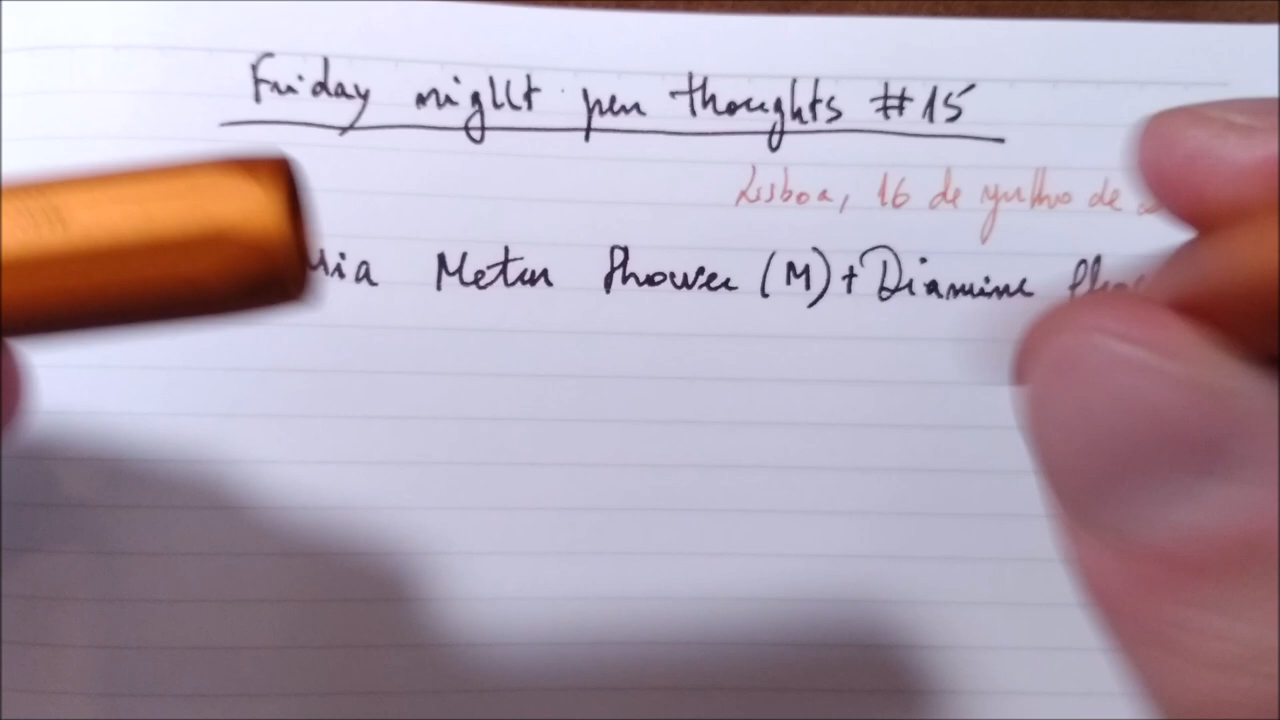 Friday night pen thoughts #15
Lisboa, 16 de julho de
Meteor Shower (M) + Diamine